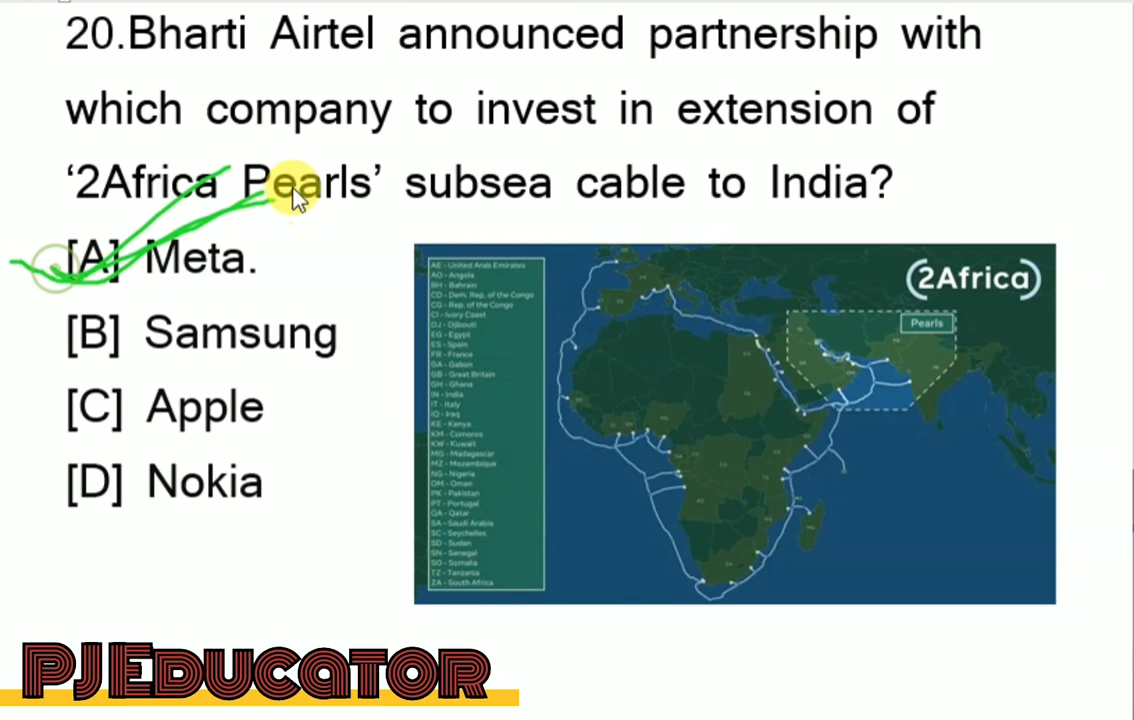 20.Bharti Airtel announced partnership with
which company to invest in extension of
‘2Africa Pearls’ subsea cable to India?
[A] Meta.
[B] Samsung
[C] Apple
[D] Nokia
(2Africa)
Pearls
AE - United Arab Emirates
AO - Angola
BH - Bahrain
CD - Dem. Rep. of the Congo
CG - Rep. of the Congo
CI - Ivory Coast
DJ - Djibouti
EG - Egypt
ES - Spain
FR - France
GA - Gabon
GB - Great Britain
GH - Ghana
IN - India
IT - Italy
IQ - Iraq
KE - Kenya
KM - Comoros
KW - Kuwait
MG - Madagascar
MZ - Mozambique
NG - Nigeria
OM - Oman
PK - Pakistan
PT - Portugal
QA - Qatar
SA - Saudi Arabia
SC - Seychelles
SD - Sudan
SN - Senegal
SO - Somalia
TZ - Tanzania
ZA - South Africa
PJEducator